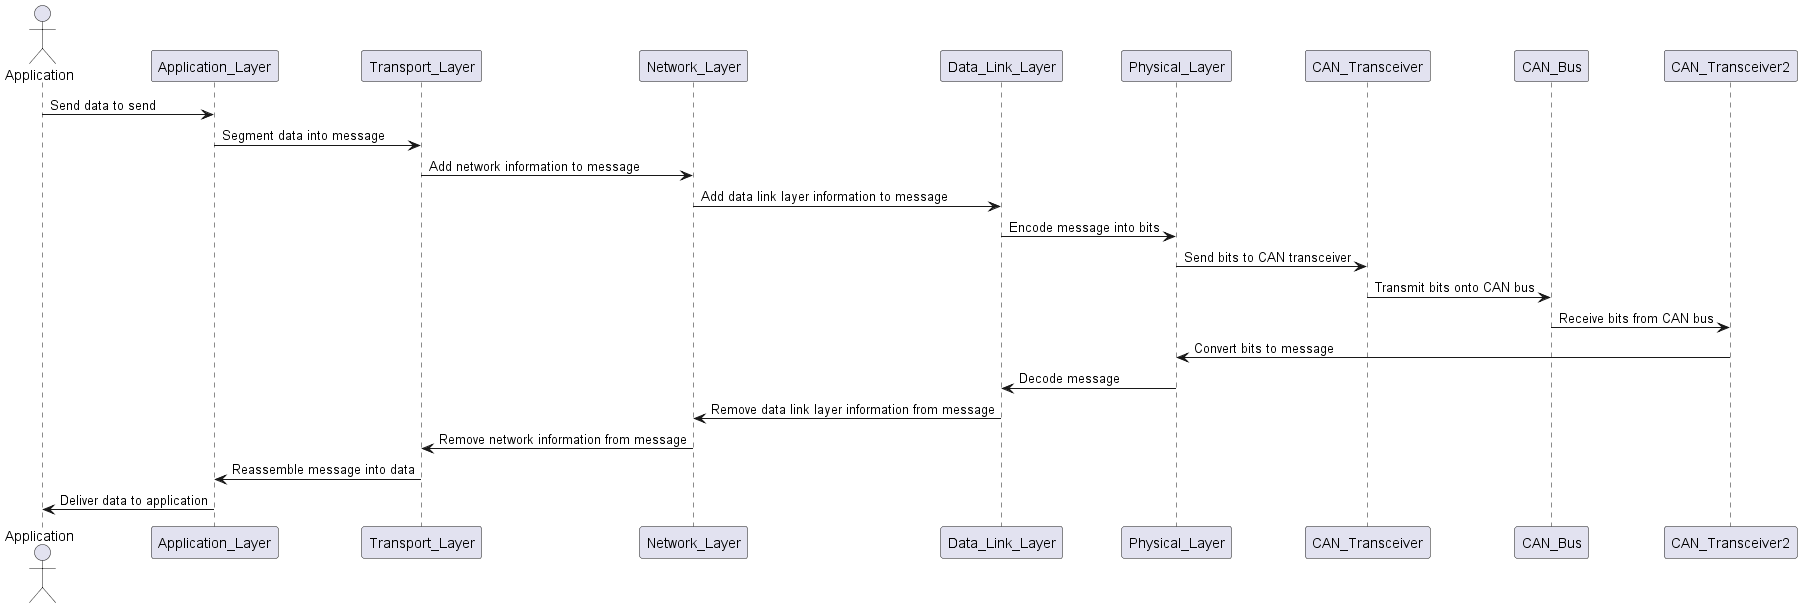 Application
Application_Layer
Transport_Layer
Network_Layer
Data_Link_Layer
Physical_Layer
CAN_Transceiver
CAN_Bus
CAN_Transceiver2
Send data to send
Segment data into message
Add network information to message
Add data link layer information to message
Encode message into bits
Send bits to CAN transceiver
Transmit bits onto CAN bus
Receive bits from CAN bus
Convert bits to message
Decode message
Remove data link layer information from message
Remove network information from message
Reassemble message into data
Deliver data to application
Application
Application_Layer
Transport_Layer
Network_Layer
Data_Link_Layer
Physical_Layer
CAN_Transceiver
CAN_Bus
CAN_Transceiver2